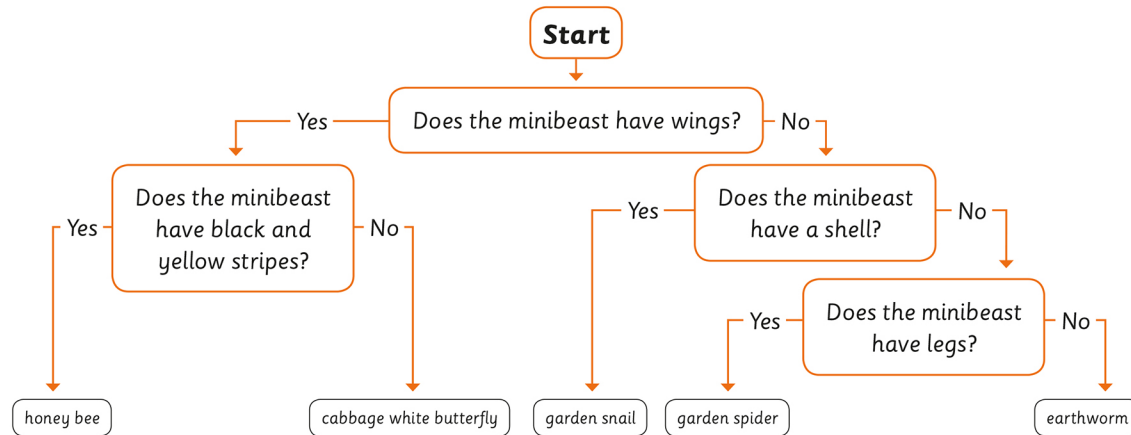 Start
Does the minibeast have wings?
Yes
No
Does the minibeast
have black and
yellow stripes?
Yes
No
Does the minibeast
have a shell?
Yes
No
Does the minibeast
have legs?
Yes
No
honey bee
cabbage white butterfly
garden snail
garden spider
earthworm